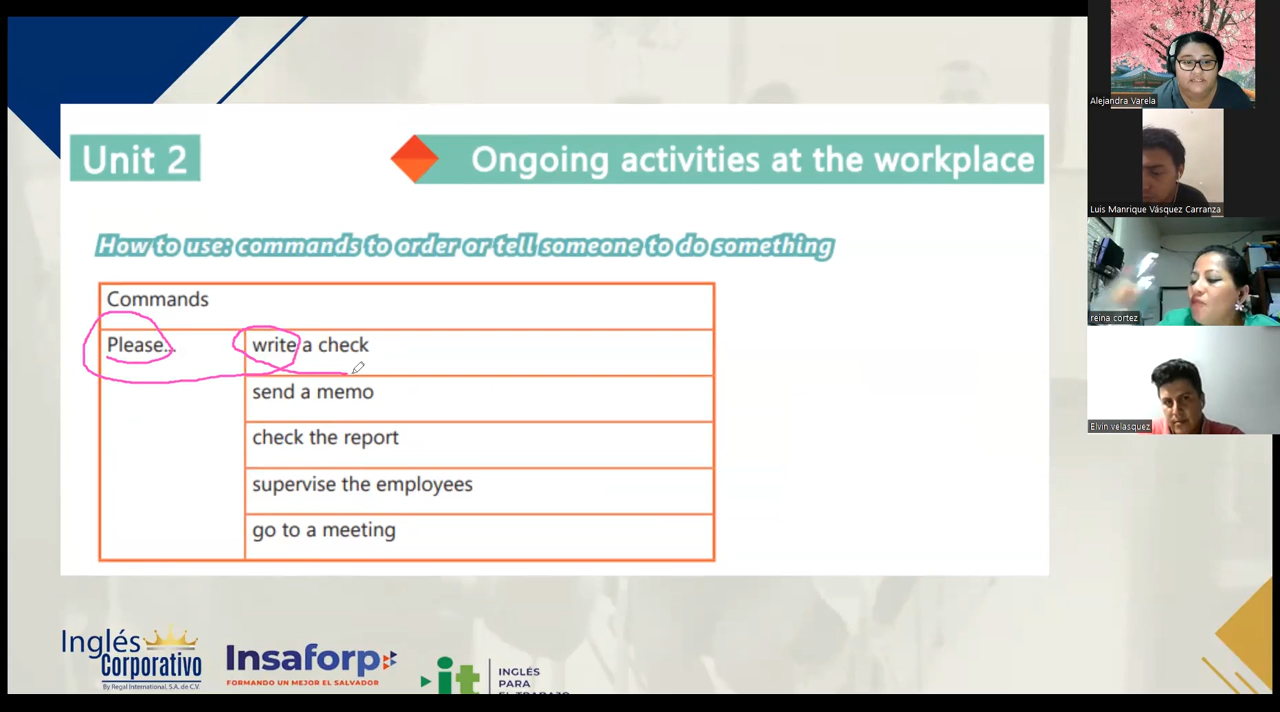 Unit 2
Ongoing activities at the workplace
How to use: commands to order or tell someone to do something
Commands
Please... write a check
send a memo
check the report
supervise the employees
go to a meeting
Inglés
Corporativo
By Regal International, S.A. de C.V.
Insaforp
FORMANDO UN MEJOR EL SALVADOR
it
INGLÉS
PARA
EL TRABAJO
Alejandra Varela
Luis Manrique Vásquez Carranza
reina cortez
Elvin velasquez